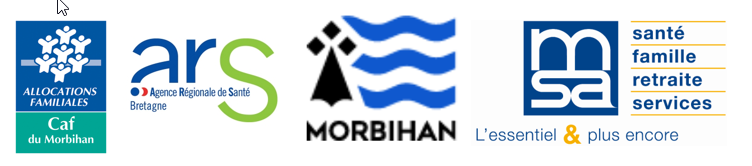 ALLOCATIONS
FAMILIALES
Caf
du Morbihan
ars
Agence Régionale de Santé
Bretagne
MORBIHAN
msa
santé
famille
retraite
services
L'essentiel & plus encore